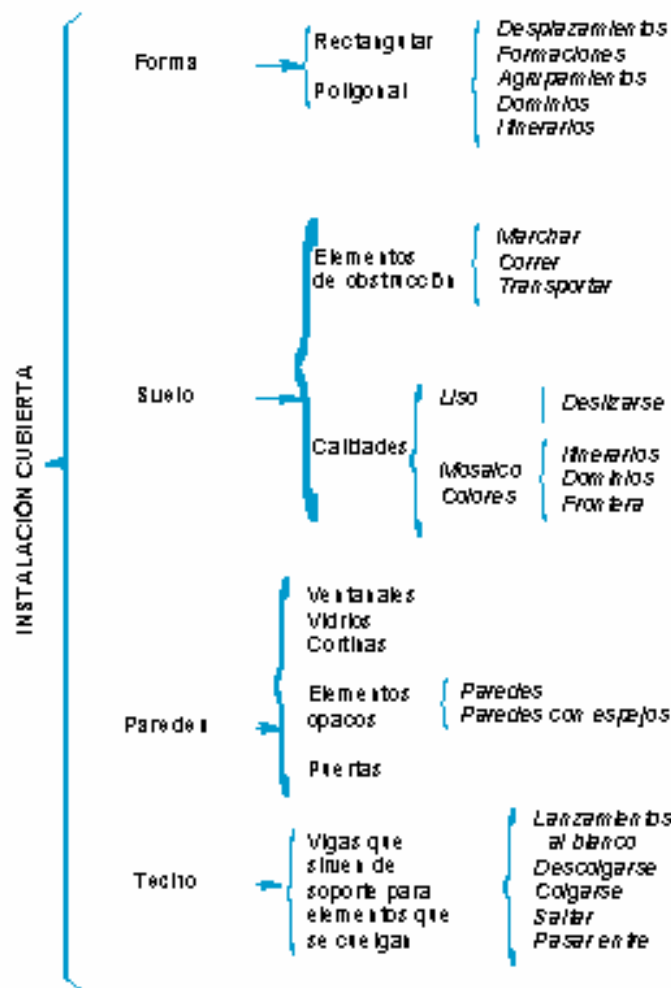 INSTALACIÓN CUBIERTA
Forma
Rectangular
Poligonal
Desplazamientos
Formaciones
Agrupamientos
Dominios
Itinerarios
Suelo
Elementos
de obstrucción
Marchar
Correr
Transportar
Calidades
Liso
Deslizarse
Mosaico
Colores
Itinerarios
Dominios
Frontera
Pareden
Ventanales
Vidrios
Cortinas
Elementos
opacos
Paredes
Paredes con espejos
Puertas
Techo
Vigas que
sirven de
soporte para
elementos que
se cuelgan
Lanzamientos
al blanco
Descolgarse
Colgarse
Saltar
Pasar entre